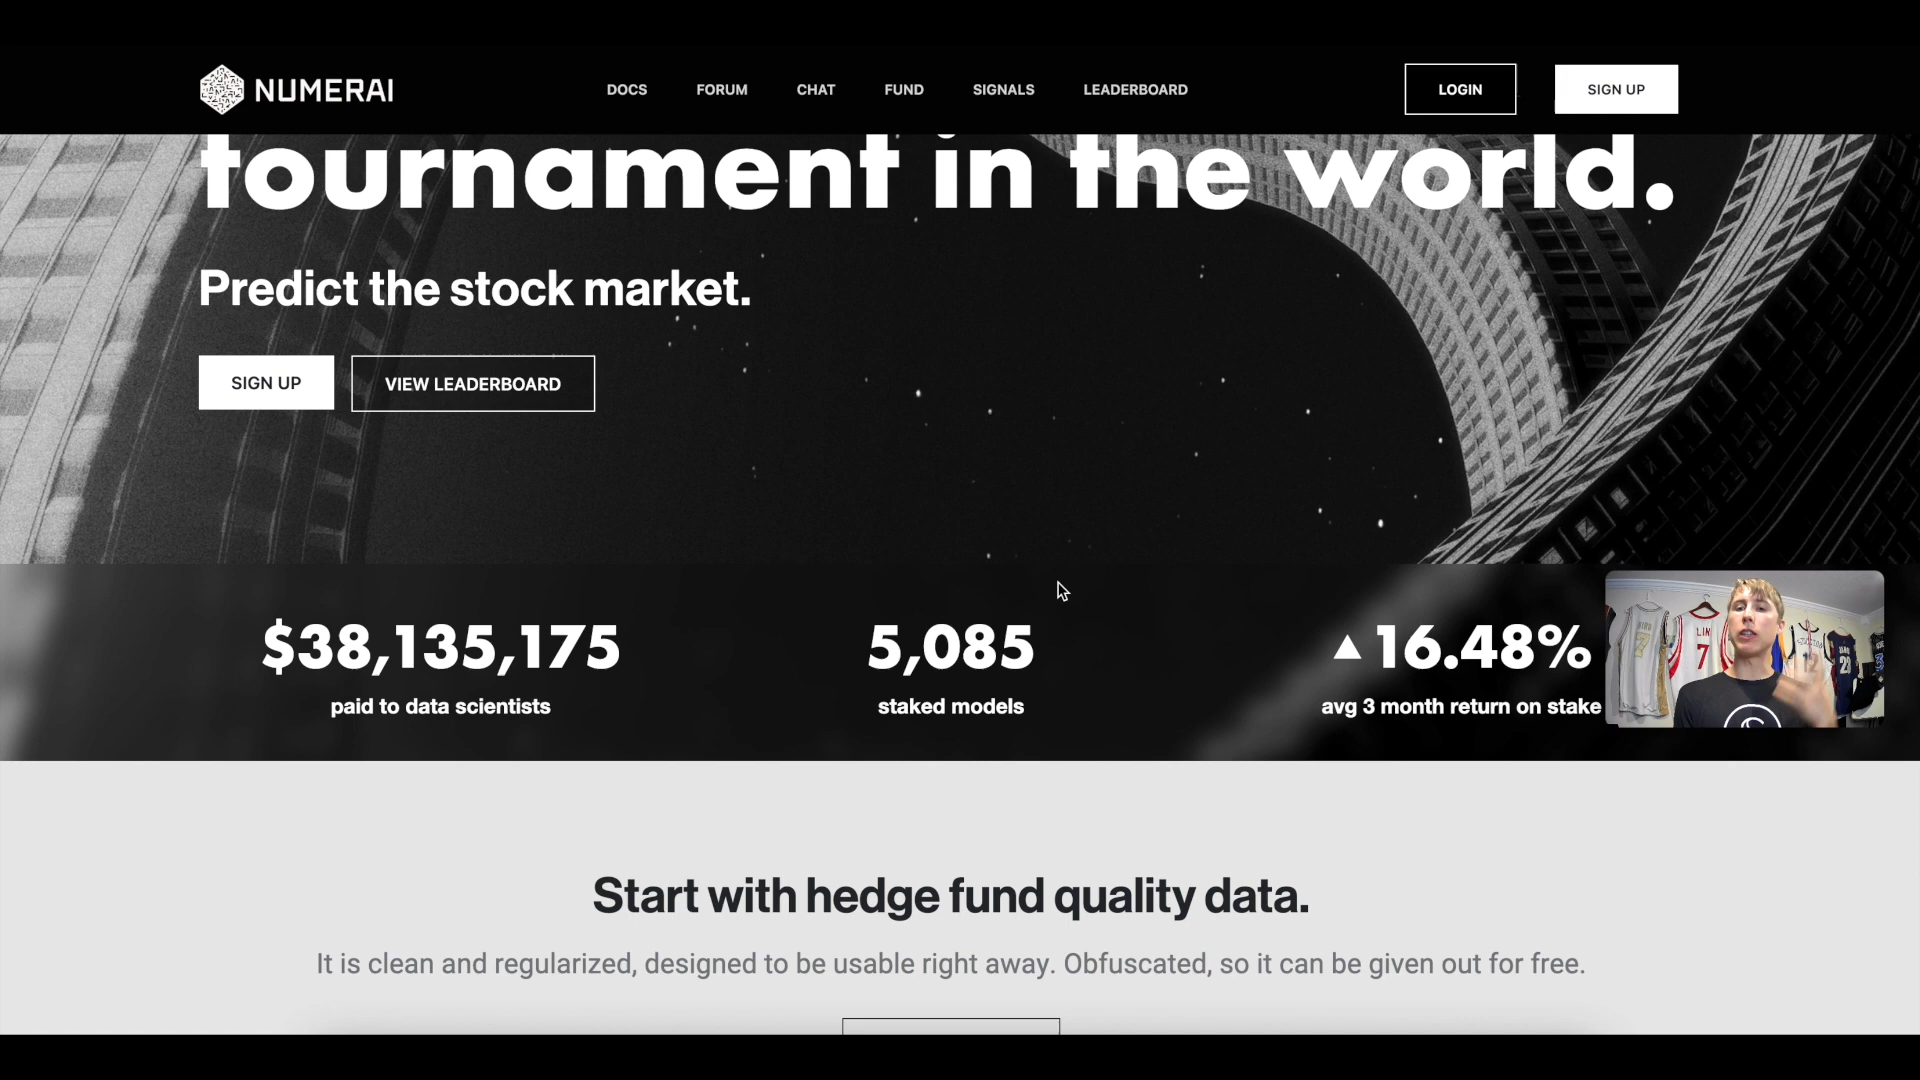 NUMERAI
DOCS
FORUM
CHAT
FUND
SIGNALS
LEADERBOARD
LOGIN
SIGN UP
tournament in the world.
Predict the stock market.
SIGN UP
VIEW LEADERBOARD
$38,135,175
5,085
▲16.48%
paid to data scientists
staked models
avg 3 month return on stake
LIN
7
7
Start with hedge fund quality data.
It is clean and regularized, designed to be usable right away. Obfuscated, so it can be given out for free.